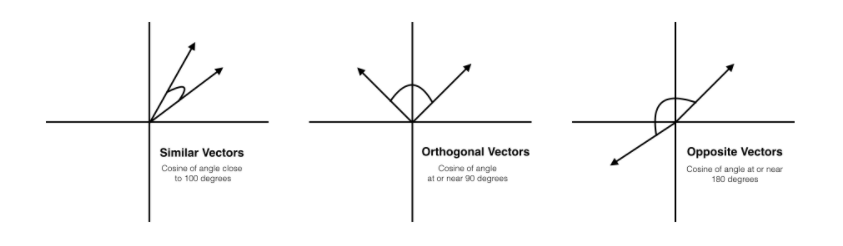 Similar Vectors
Cosine of angle close
to 100 degrees
Orthogonal Vectors
Cosine of angle
at or near 90 degrees
Opposite Vectors
Cosine of angle at or near
180 degrees